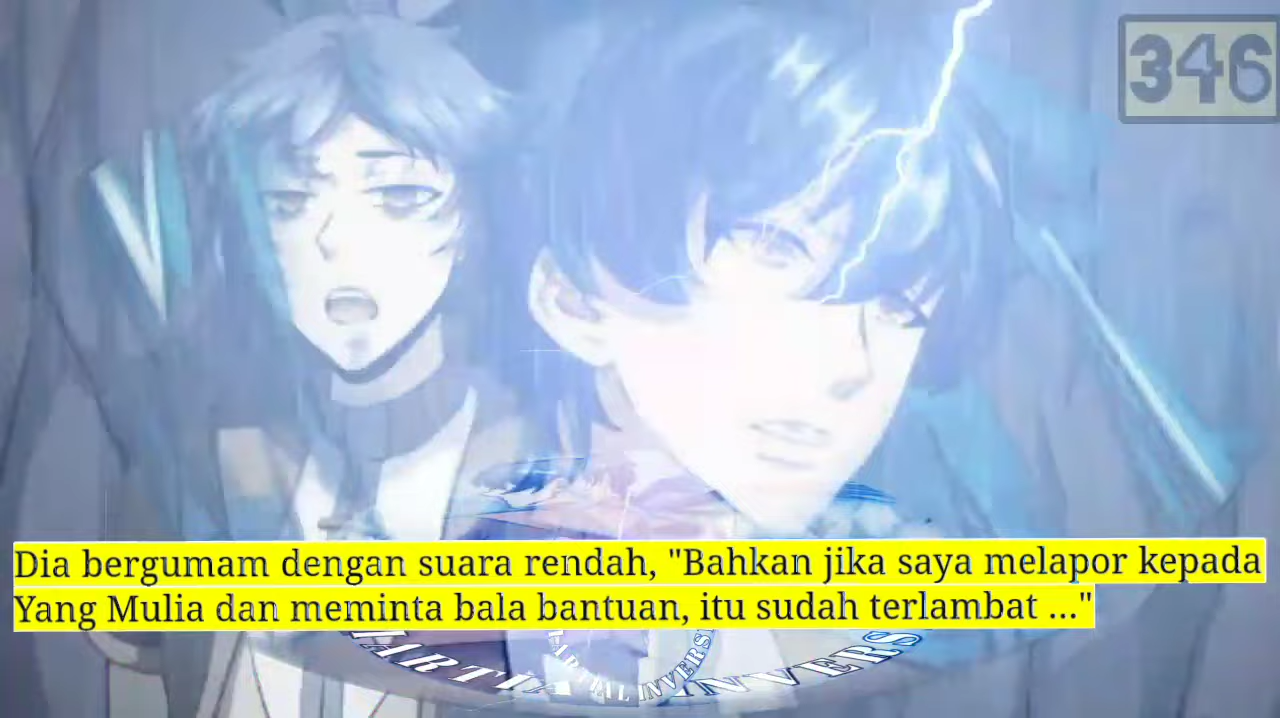 346
Dia bergumam dengan suara rendah, "Bahkan jika saya melapor kepada
Yang Mulia dan meminta bala bantuan, itu sudah terlambat ..."